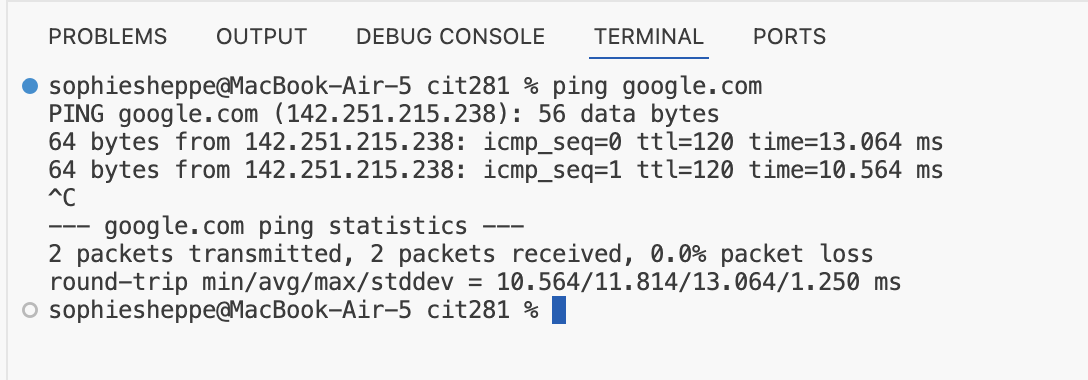 PROBLEMS OUTPUT DEBUG CONSOLE TERMINAL PORTS
sophiesheppe@MacBook-Air-5 cit281 % ping google.com
PING google.com (142.251.215.238): 56 data bytes
64 bytes from 142.251.215.238: icmp_seq=0 ttl=120 time=13.064 ms
64 bytes from 142.251.215.238: icmp_seq=1 ttl=120 time=10.564 ms
^C
--- google.com ping statistics ---
2 packets transmitted, 2 packets received, 0.0% packet loss
round-trip min/avg/max/stddev = 10.564/11.814/13.064/1.250 ms
sophiesheppe@MacBook-Air-5 cit281 %